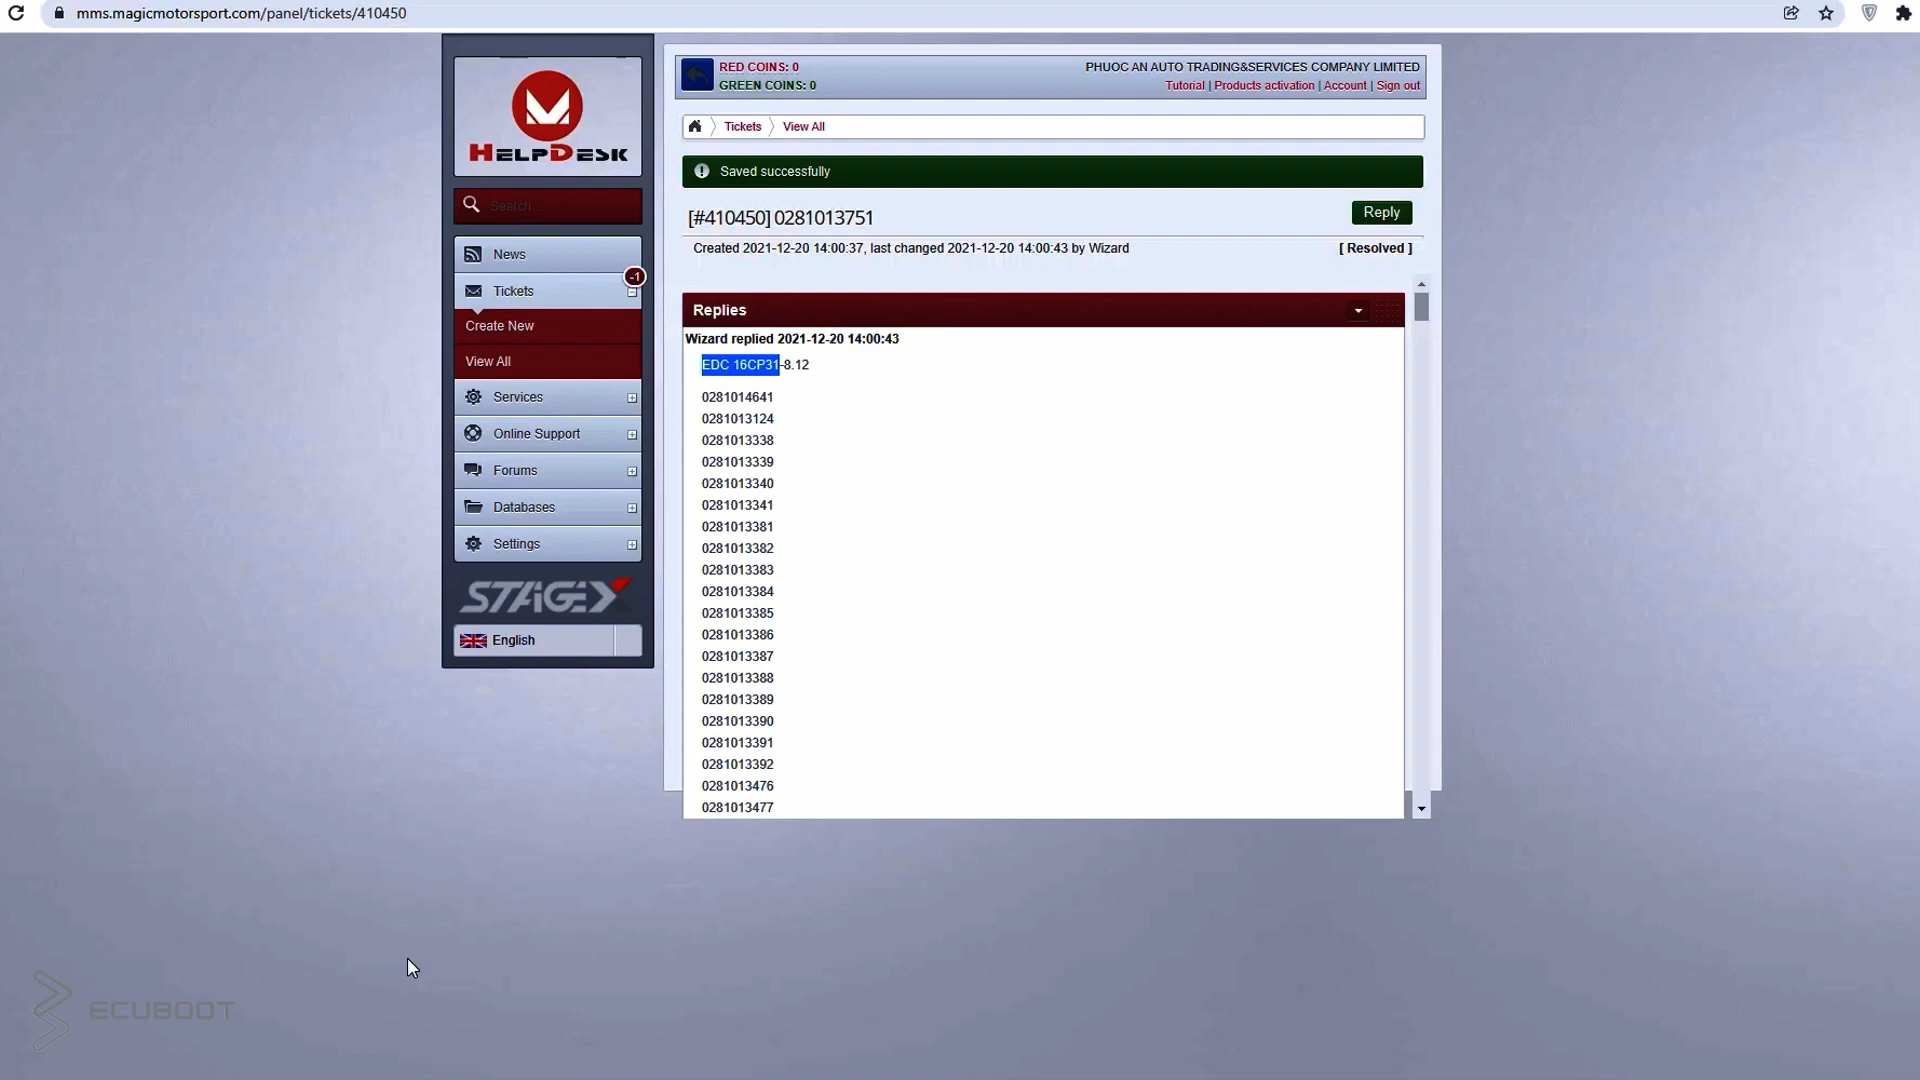 mms.magicmotorsport.com/panel/tickets/410450
HELPDESK
Search...
News
Tickets
-1
Create New
View All
Services
Online Support
Forums
Databases
Settings
STAGEX
English
RED COINS: 0
GREEN COINS: 0
PHUOC AN AUTO TRADING&SERVICES COMPANY LIMITED
Tutorial | Products activation | Account | Sign out
Tickets
View All
Saved successfully
[#410450] 0281013751
Reply
Created 2021-12-20 14:00:37, last changed 2021-12-20 14:00:43 by Wizard
[ Resolved ]
Replies
Wizard replied 2021-12-20 14:00:43
EDC 16CP31-8.12
0281014641
0281013124
0281013338
0281013339
0281013340
0281013341
0281013381
0281013382
0281013383
0281013384
0281013385
0281013386
0281013387
0281013388
0281013389
0281013390
0281013391
0281013392
0281013476
0281013477
ECUBOOT